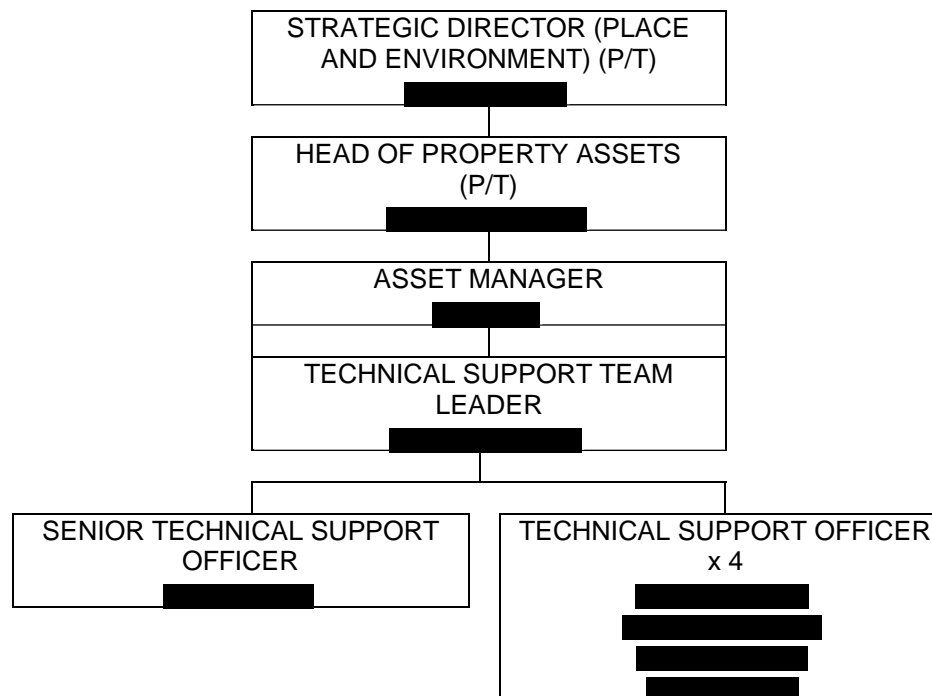 STRATEGIC DIRECTOR (PLACE
AND ENVIRONMENT) (P/T)
HEAD OF PROPERTY ASSETS
(P/T)
ASSET MANAGER
TECHNICAL SUPPORT TEAM
LEADER
SENIOR TECHNICAL SUPPORT
OFFICER
TECHNICAL SUPPORT OFFICER
x 4